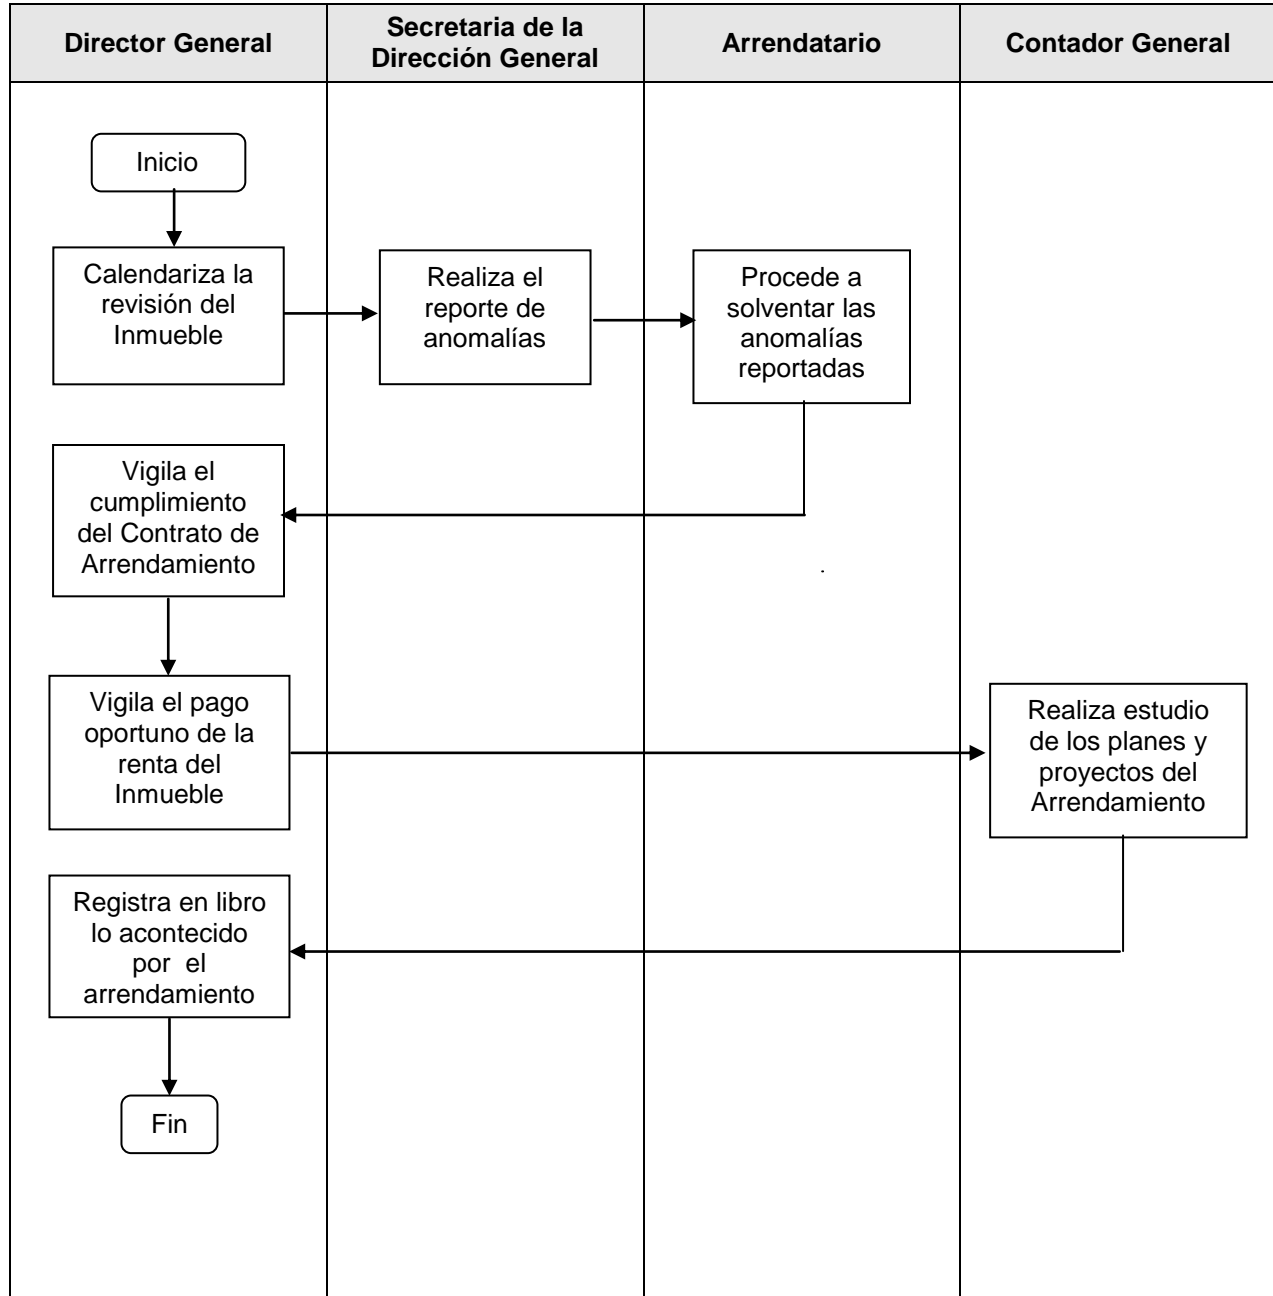 Director General
Secretaria de la
Dirección General
Arrendatario
Contador General
Inicio
Calendariza la
revisión del
Inmueble
Realiza el
reporte de
anomalías
Procede a
solventar las
anomalías
reportadas
Vigila el
cumplimiento
del Contrato de
Arrendamiento
.
Vigila el pago
oportuno de la
renta del
Inmueble
Realiza estudio
de los planes y
proyectos del
Arrendamiento
Registra en libro
lo acontecido
por  el
arrendamiento
Fin